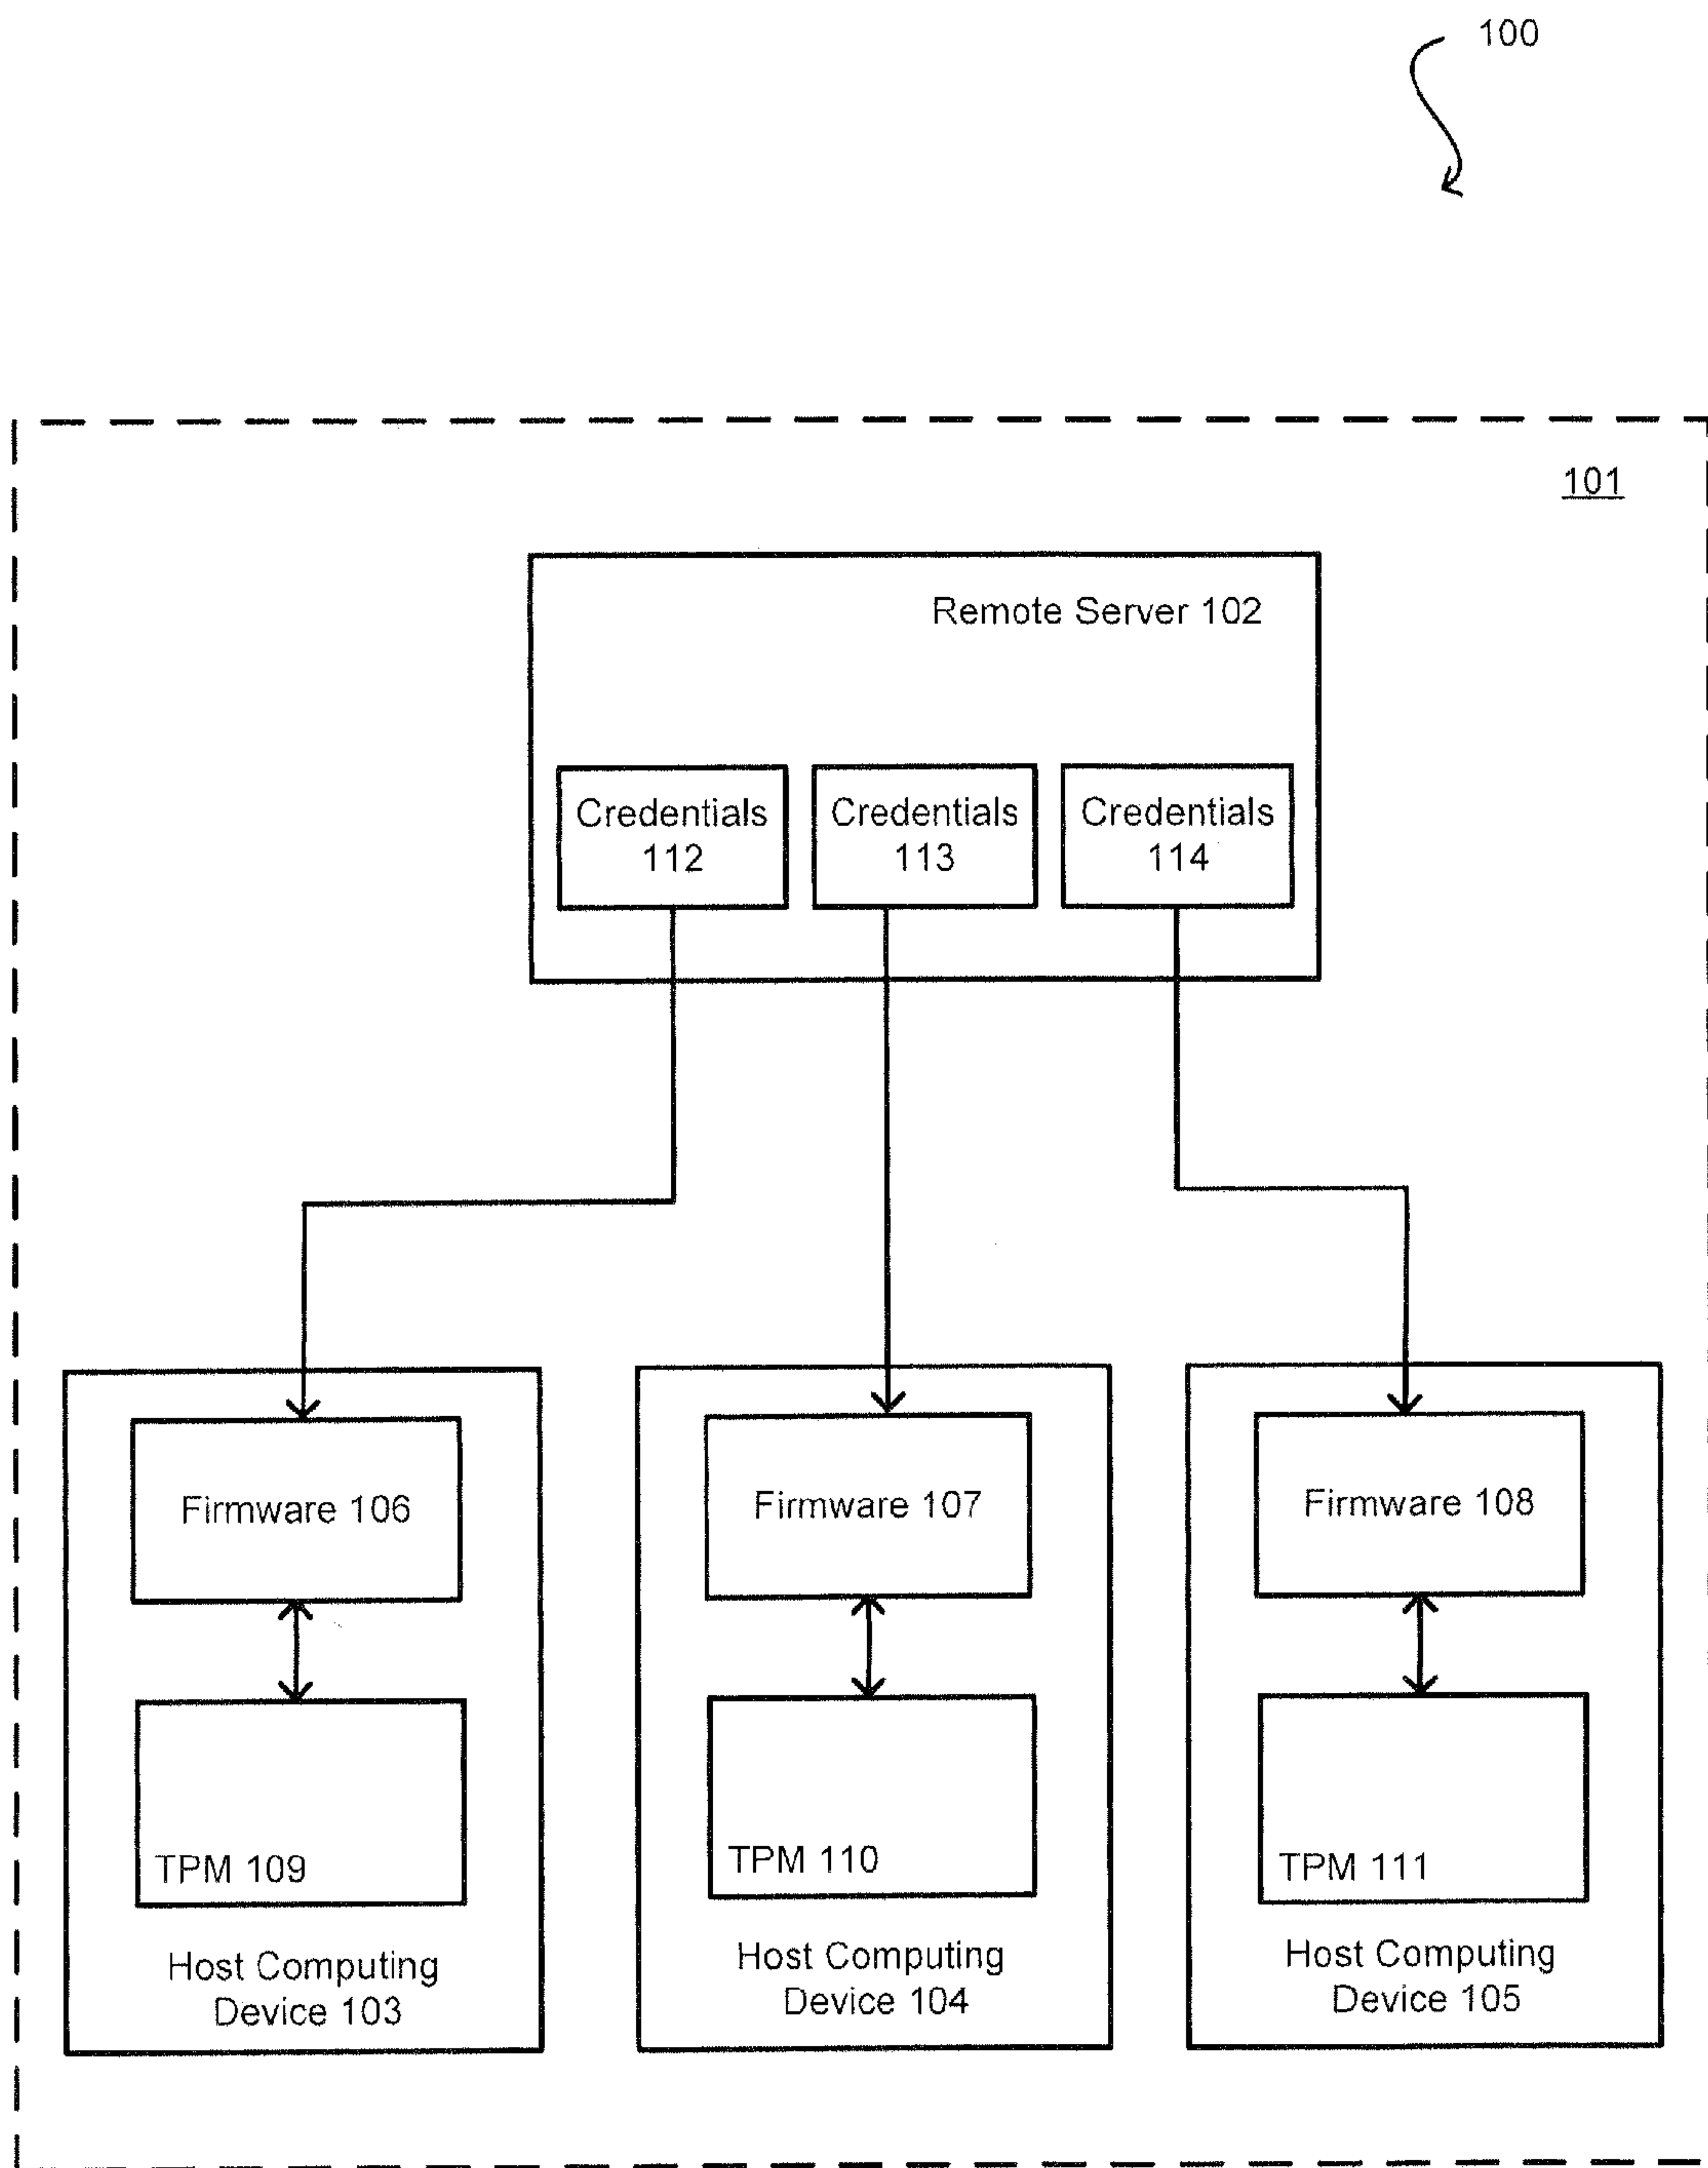 100
101
Remote Server 102
Credentials
112
Credentials
113
Credentials
114
Firmware 106
Firmware 107
Firmware 108
TPM 109
TPM 110
TPM 111
Host Computing
Device 103
Host Computing
Device 104
Host Computing
Device 105